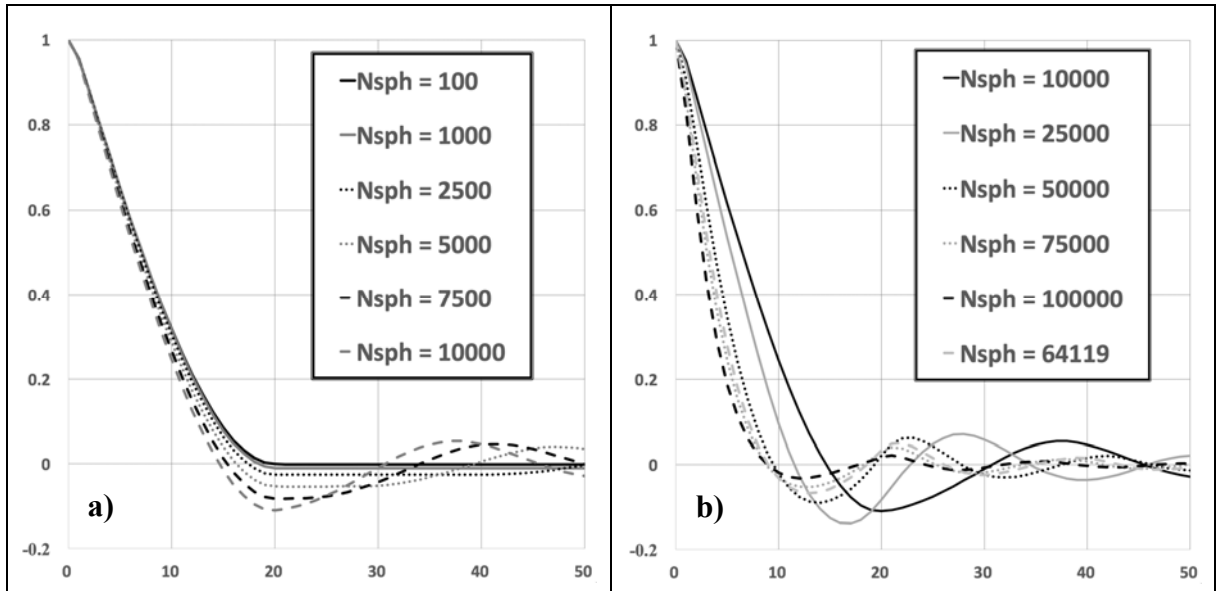 1
0.8
0.6
0.4
0.2
0
-0.2
0 10 20 30 40 50
Nsph = 100
Nsph = 1000
Nsph = 2500
Nsph = 5000
Nsph = 7500
Nsph = 10000
a)
1
0.8
0.6
0.4
0.2
0
-0.2
0 10 20 30 40 50
Nsph = 10000
Nsph = 25000
Nsph = 50000
Nsph = 75000
Nsph = 100000
Nsph = 64119
b)